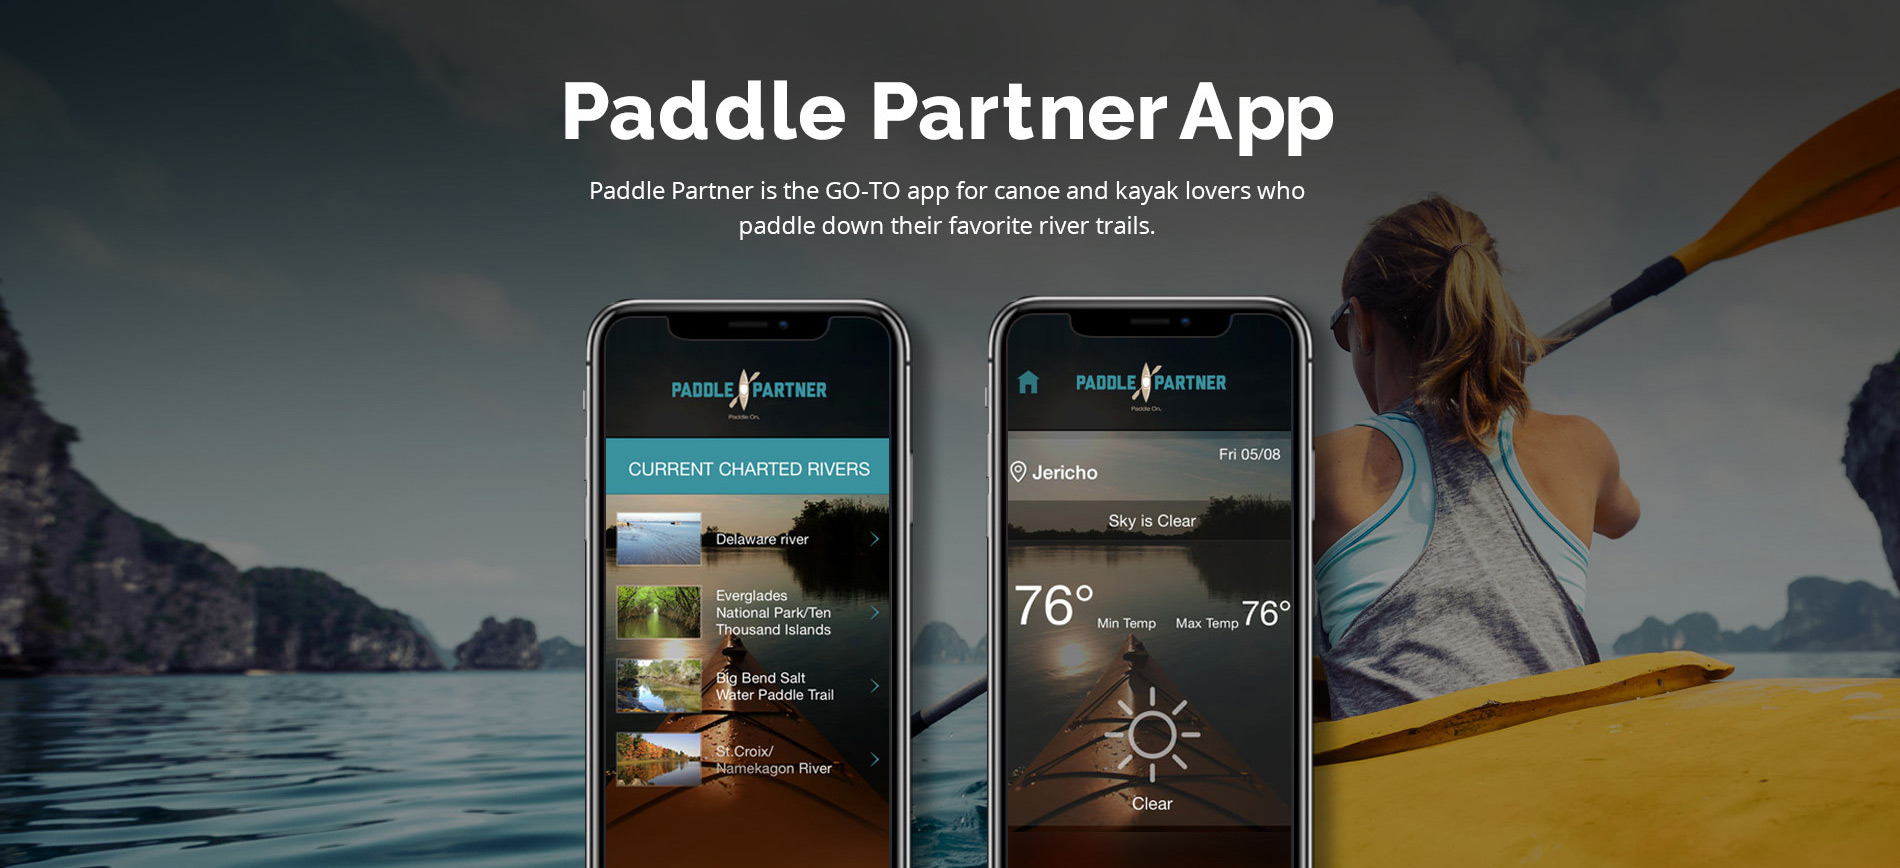 Paddle Partner App
Paddle Partner is the GO-TO app for canoe and kayak lovers who
paddle down their favorite river trails.
PADDLE PARTNER
Paddle On.
CURRENT CHARTED RIVERS
Delaware river
Everglades
National Park/Ten
Thousand Islands
Big Bend Salt
Water Paddle Trail
St.Croix/
Namekagon River
PADDLE PARTNER
Paddle On.
Fri 05/08
Jericho
Sky is Clear
76° Min Temp Max Temp 76°
Clear